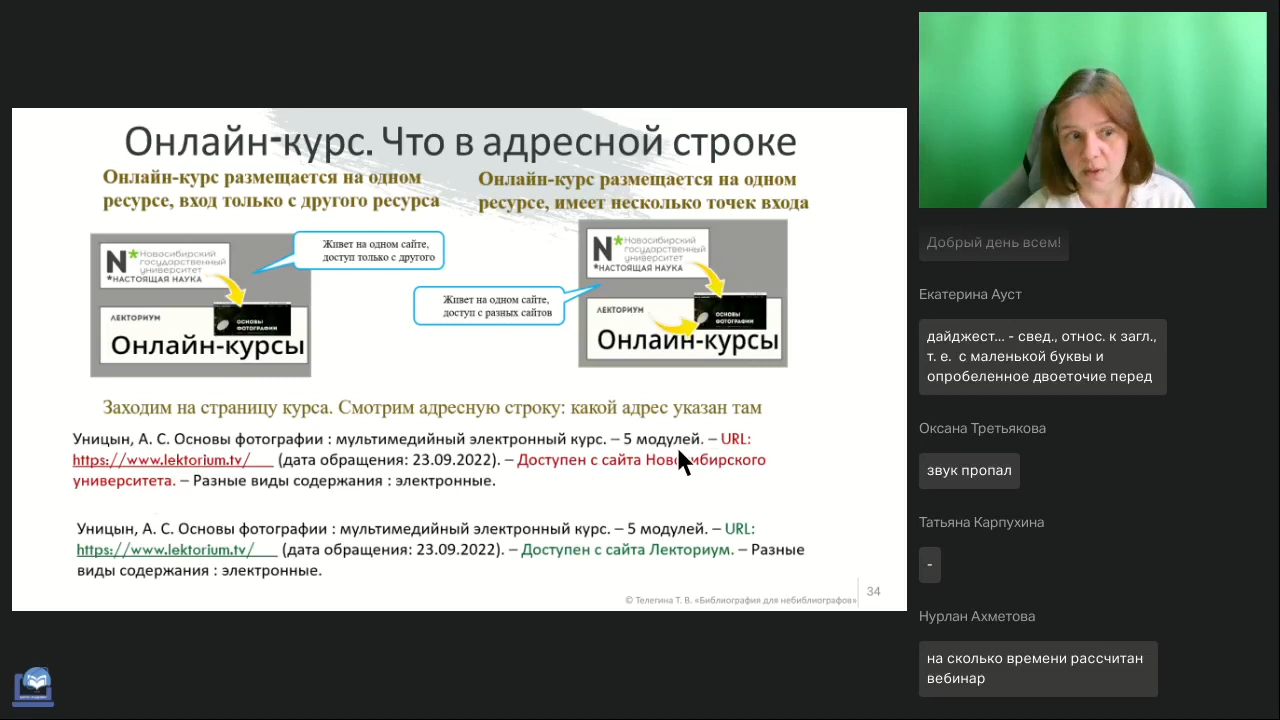 Онлайн-курс. Что в адресной строке
Онлайн-курс размещается на одном
ресурсе, вход только с другого ресурса
Онлайн-курс размещается на одном
ресурсе, имеет несколько точек входа
N*
Новосибирский
государственный
университет
*НАСТОЯЩАЯ НАУКА
Живет на одном сайте,
доступ только с другого
ЛЕКТОРИУМ
ОСНОВЫ
ФОТОГРАФИИ
Онлайн-курсы
N*
Новосибирский
государственный
университет
*НАСТОЯЩАЯ НАУКА
Живет на одном сайте,
доступ с разных сайтов
ЛЕКТОРИУМ
ОСНОВЫ
ФОТОГРАФИИ
Онлайн-курсы
Заходим на страницу курса. Смотрим адресную строку: какой адрес указан там
Уницын, А. С. Основы фотографии : мультимедийный электронный курс. – 5 модулей. – URL:
https://www.lektorium.tv/___ (дата обращения: 23.09.2022). – Доступен с сайта Новосибирского
университета. – Разные виды содержания : электронные.
Уницын, А. С. Основы фотографии : мультимедийный электронный курс. – 5 модулей. – URL:
https://www.lektorium.tv/___ (дата обращения: 23.09.2022). – Доступен с сайта Лекториум. – Разные
виды содержания : электронные.
© Телегина Т. В. «Библиография для небиблиографов»
34
Добрый день всем!
Екатерина Ауст
дайджест... - свед., относ. к загл.,
т. е. с маленькой буквы и
опробеленное двоеточие перед
Оксана Третьякова
звук пропал
Татьяна Карпухина
-
Нурлан Ахметова
на сколько времени рассчитан
вебинар